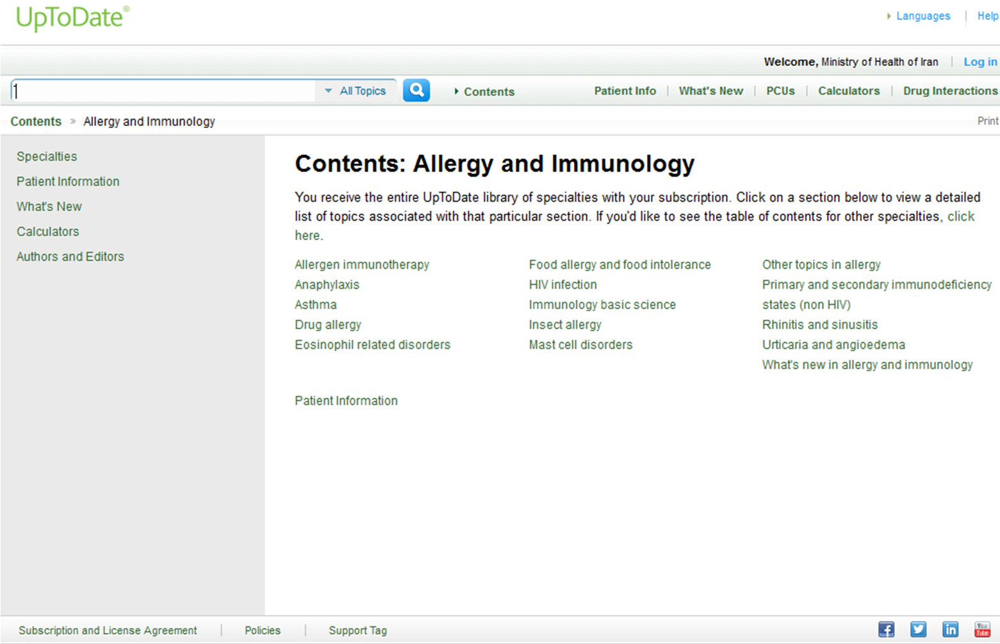 UpToDate®
Languages | Help
Welcome, Ministry of Health of Iran | Log in
All Topics
Contents
Patient Info | What's New | PCUs | Calculators | Drug Interactions
Contents » Allergy and Immunology
Print
Specialties
Patient Information
What's New
Calculators
Authors and Editors
Contents: Allergy and Immunology
You receive the entire UpToDate library of specialties with your subscription. Click on a section below to view a detailed
list of topics associated with that particular section. If you'd like to see the table of contents for other specialties, click
here.
Allergen immunotherapy
Anaphylaxis
Asthma
Drug allergy
Eosinophil related disorders
Food allergy and food intolerance
HIV infection
Immunology basic science
Insect allergy
Mast cell disorders
Other topics in allergy
Primary and secondary immunodeficiency
states (non HIV)
Rhinitis and sinusitis
Urticaria and angioedema
What's new in allergy and immunology
Patient Information
Subscription and License Agreement | Policies | Support Tag
f
in
You
Tube